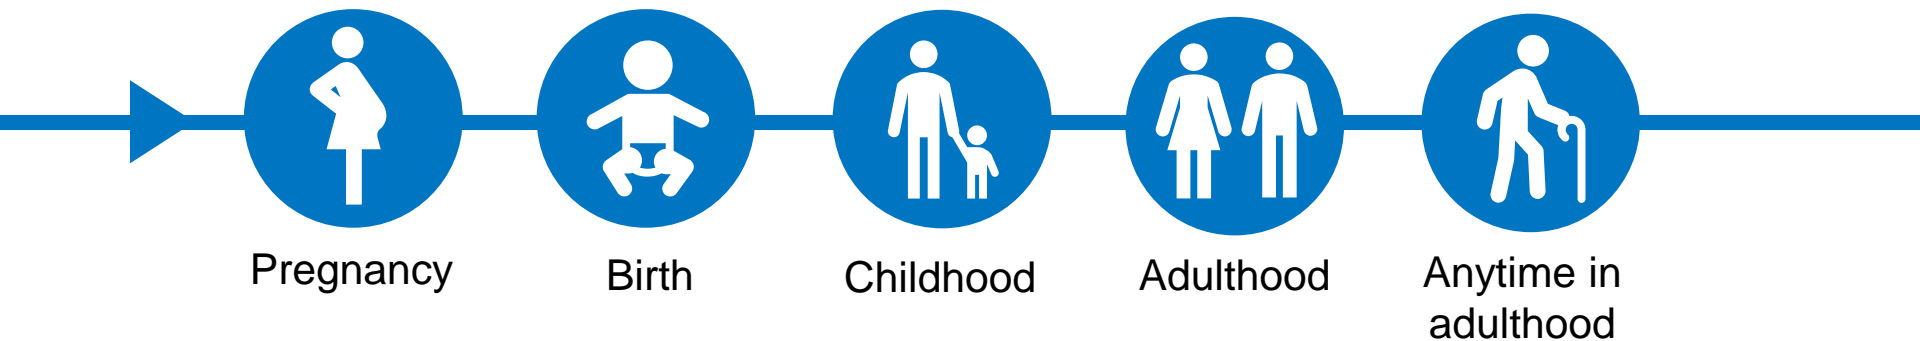 Pregnancy
Birth
Childhood
Adulthood
Anytime in
adulthood